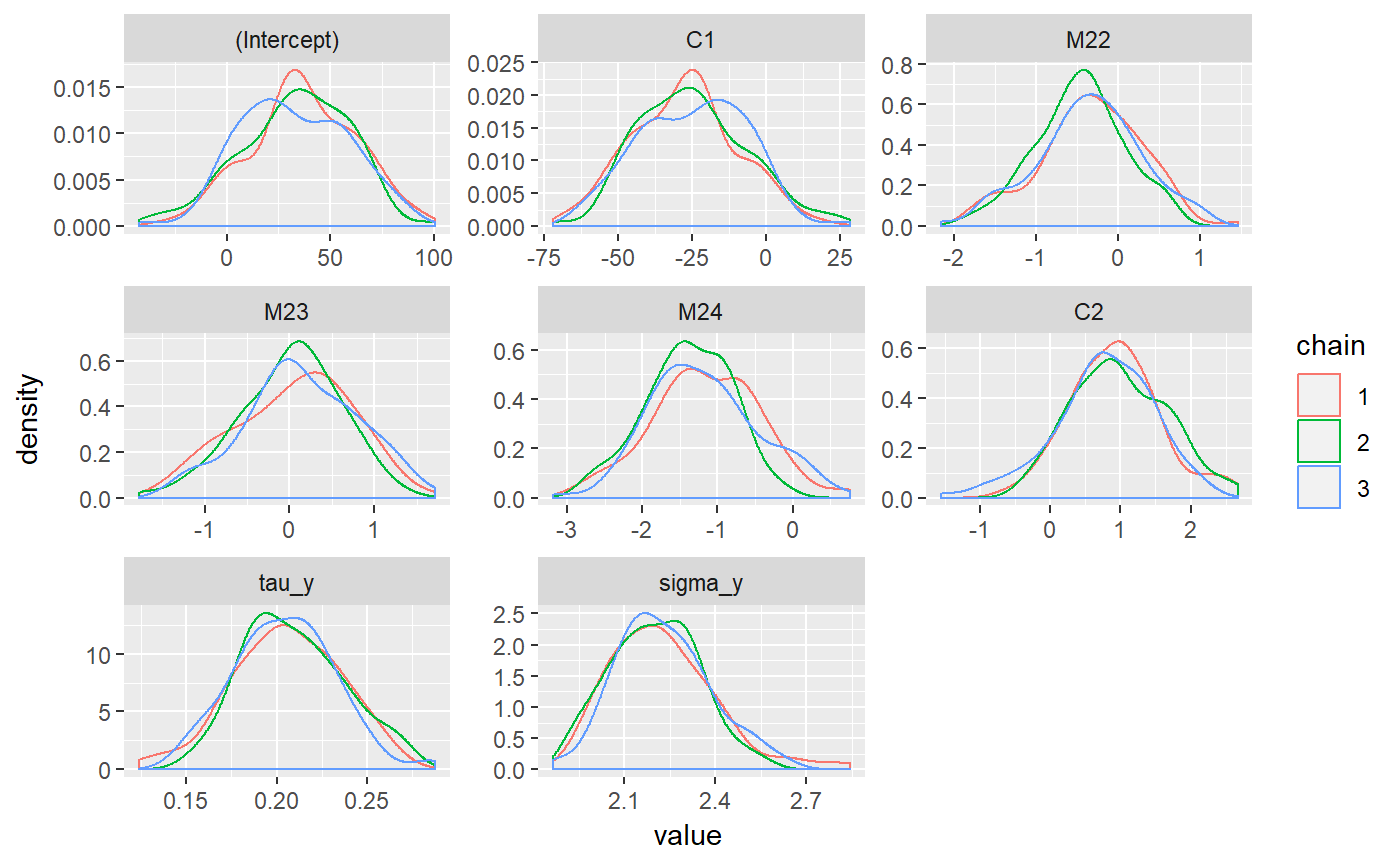 (Intercept) C1 M22
0.015 0.010 0.005 0.000
0 50 100
0.025 0.020 0.015 0.010 0.005 0.000
-75 -50 -25 0 25
0.8 0.6 0.4 0.2 0.0
-2 -1 0 1
M23 M24 C2
0.6 0.4 0.2 0.0
-1 0 1
0.6 0.4 0.2 0.0
-3 -2 -1 0
0.6 0.4 0.2 0.0
-1 0 1 2
tau_y sigma_y
10 5 0
0.15 0.20 0.25
2.5 2.0 1.5 1.0 0.5 0.0
2.1 2.4 2.7
density
value
chain
1
2
3